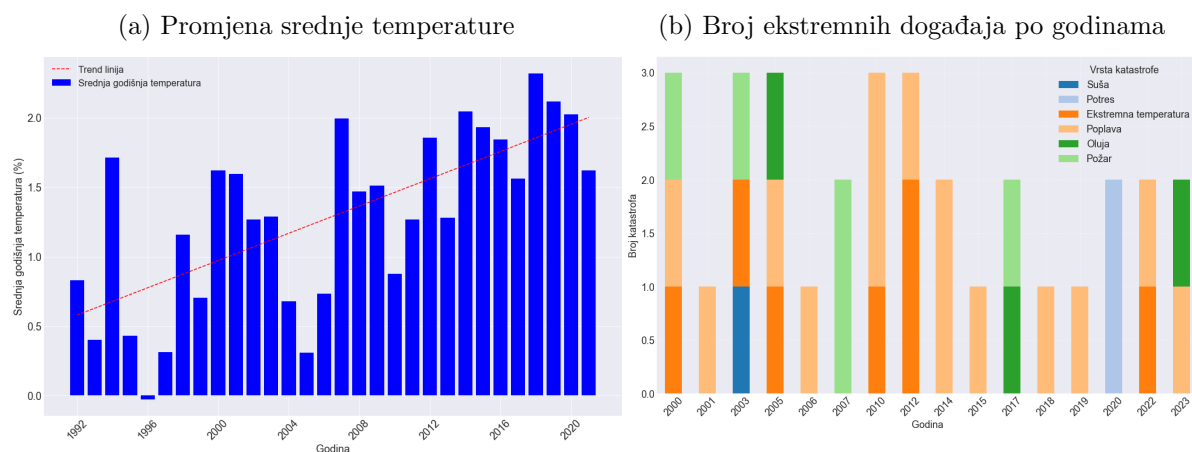 (a) Promjena srednje temperature
Trend linija
Srednja godišnja temperatura
Srednja godišnja temperatura (%)
2.0
1.5
1.0
0.5
0.0
1992 1996 2000 2004 2008 2012 2016 2020
Godina
(b) Broj ekstremnih događaja po godinama
Vrsta katastrofe
Suša
Potres
Ekstremna temperatura
Poplava
Oluja
Požar
Broj katastrofa
3.0
2.5
2.0
1.5
1.0
0.5
0.0
2000 2001 2003 2005 2006 2007 2010 2012 2014 2015 2017 2018 2019 2020 2022 2023
Godina